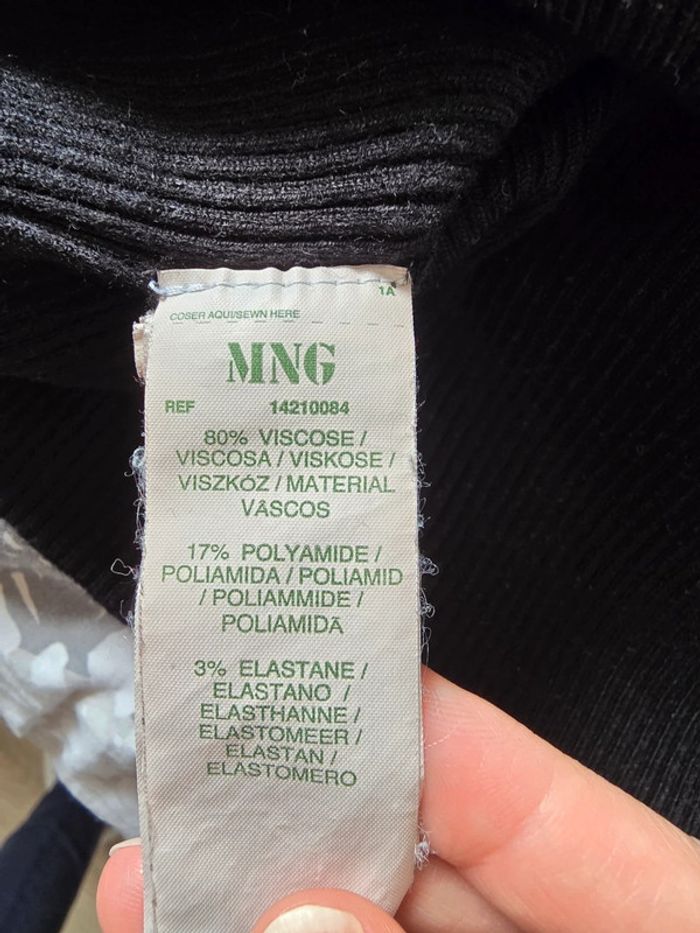 1A
COSER AQUI/SEWN HERE
MNG
REF 14210084
80% VISCOSE /
VISCOSA / VISKOSE /
VISZKÓZ / MATERIAL
VÂSCOS
17% POLYAMIDE /
POLIAMIDA / POLIAMID
/ POLIAMMIDE /
POLIAMIDĂ
3% ELASTANE /
ELASTANO /
ELASTHANNE /
ELASTOMEER /
ELASTAN /
ELASTOMERO